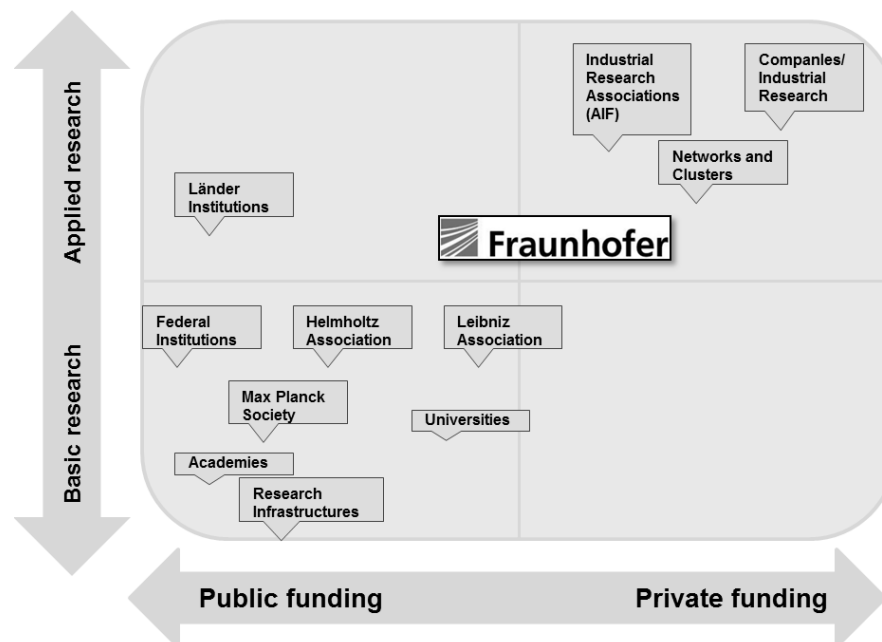 Applied research
Basic research
Industrial
Research
Associations
(AIF)
Companles/
Industrial
Research
Networks and
Clusters
Länder
Institutions
Fraunhofer
Federal
Institutions
Helmholtz
Association
Leibniz
Association
Max Planck
Society
Universities
Academies
Research
Infrastructures
Public funding
Private funding